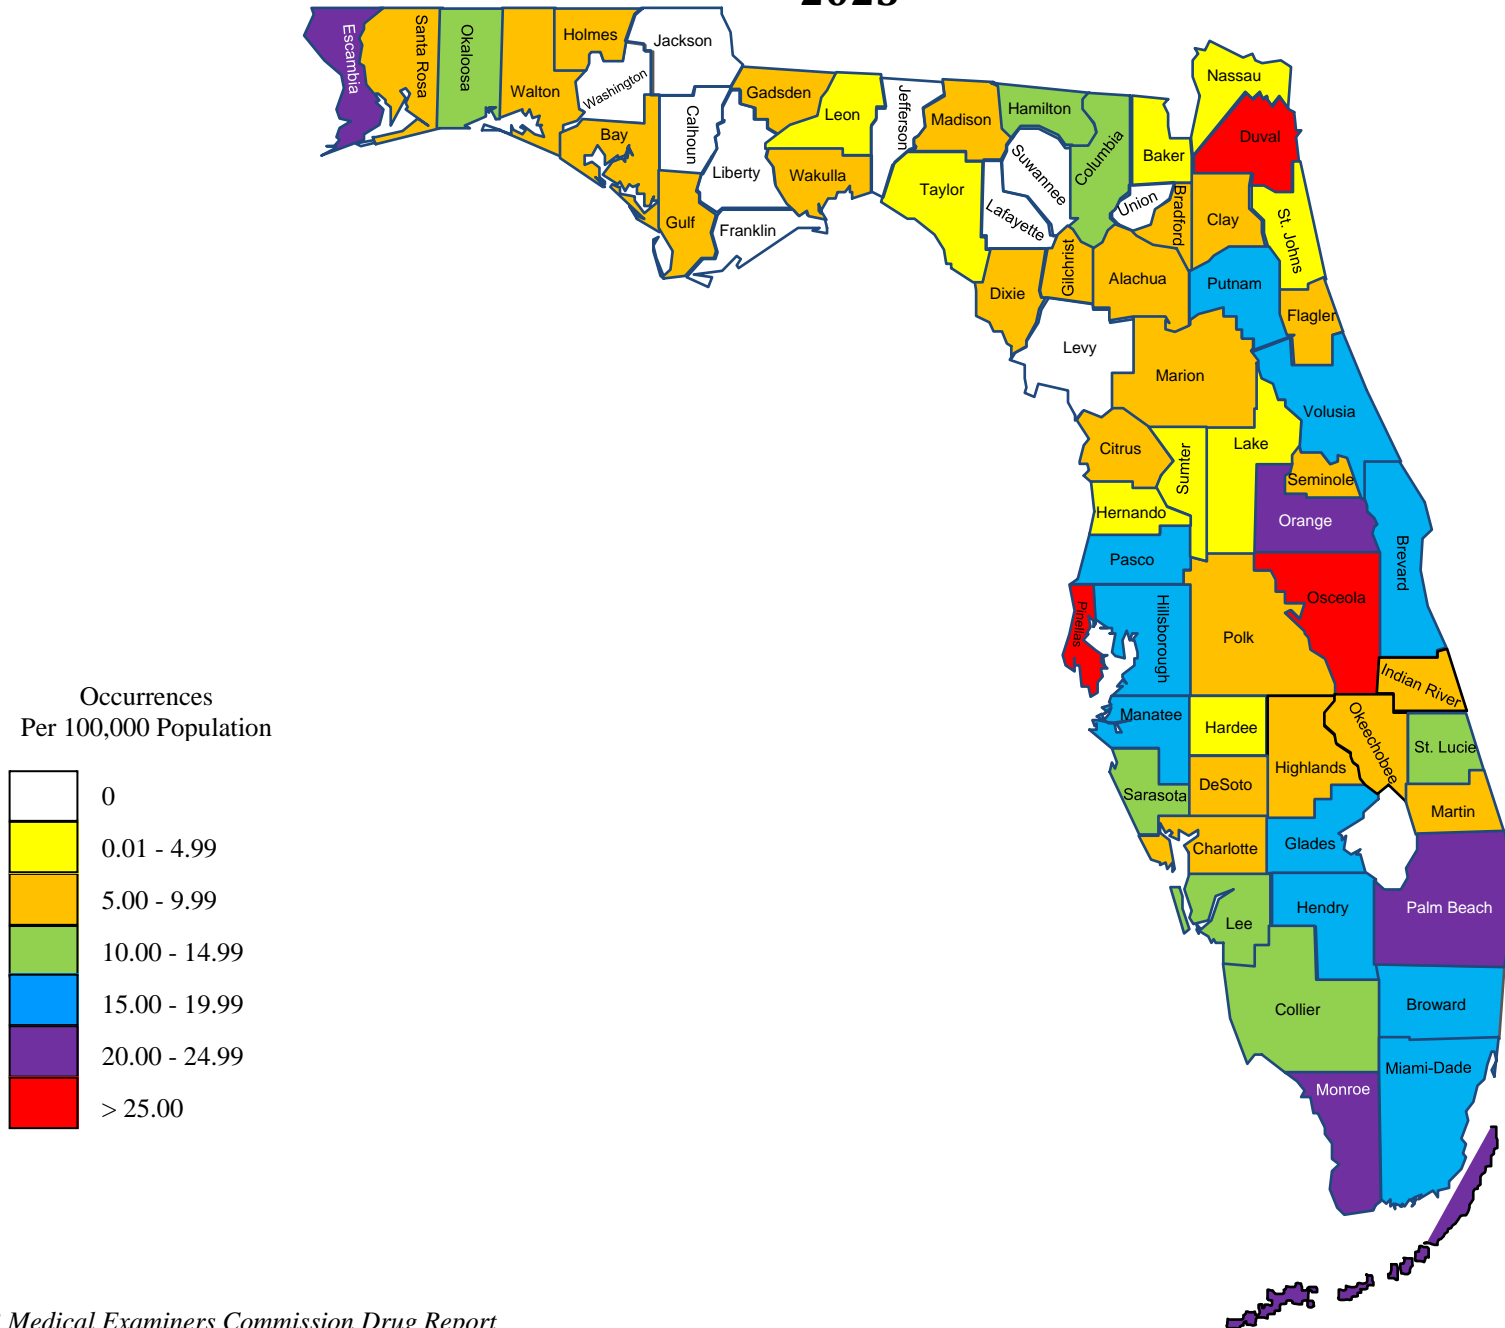 2023
Escambia
Santa Rosa
Okaloosa
Walton
Holmes
Jackson
Washington
Bay
Calhoun
Gulf
Liberty
Franklin
Gadsden
Leon
Wakulla
Jefferson
Madison
Taylor
Hamilton
Suwannee
Lafayette
Columbia
Baker
Union
Bradford
Nassau
Duval
Clay
St. Johns
Gilchrist
Dixie
Alachua
Putnam
Flagler
Levy
Marion
Volusia
Citrus
Sumter
Lake
Seminole
Hernando
Orange
Pasco
Brevard
Pinellas
Hillsborough
Polk
Osceola
Indian River
Manatee
Hardee
Highlands
Okeechobee
St. Lucie
Sarasota
DeSoto
Martin
Charlotte
Glades
Lee
Hendry
Palm Beach
Collier
Broward
Miami-Dade
Monroe
Occurrences
Per 100,000 Population
0
0.01 - 4.99
5.00 - 9.99
10.00 - 14.99
15.00 - 19.99
20.00 - 24.99
> 25.00
Medical Examiners Commission Drug Report